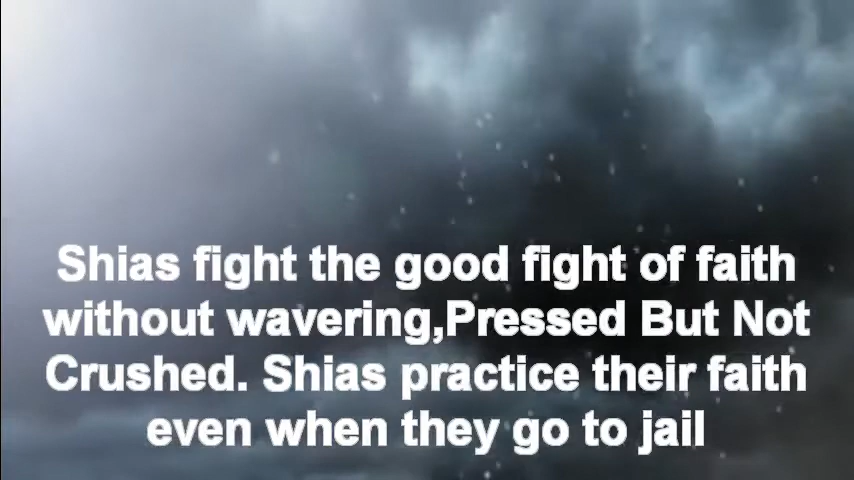 Shias fight the good fight of faith
without wavering,Pressed But Not
Crushed. Shias practice their faith
even when they go to jail